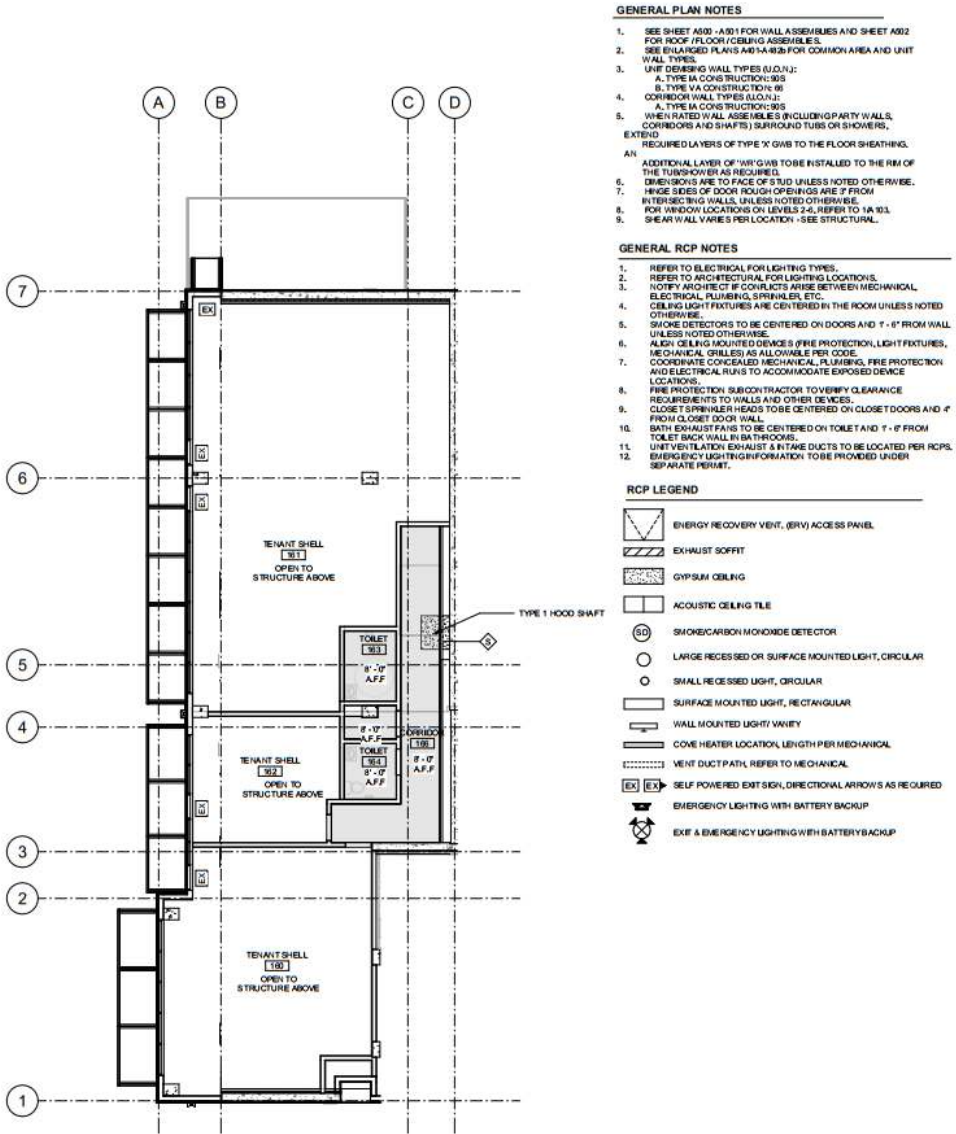 GENERAL PLAN NOTES
1. SEE SHEET A500 - A501 FOR WALL ASSEMBLIES AND SHEET A502
FOR ROOF / FLOOR / CEILING ASSEMBLIES.
2. SEE ENLARGED PLANS A401-A482b FOR COMMON AREA AND UNIT
WALL TYPES.
3. UNIT DEMISING WALL TYPES (U.O.N.):
A. TYPE IA CONSTRUCTION: 90S
B. TYPE VA CONSTRUCTION: 66
4. CORRIDOR WALL TYPES (U.O.N.):
A. TYPE IA CONSTRUCTION: 90S
5. WHEN RATED WALL ASSEMBLIES (INCLUDING PARTY WALLS,
CORRIDORS AND SHAFTS) SURROUND TUBS OR SHOWERS,
EXTEND
REQUIRED LAYERS OF TYPE 'X' GWB TO THE FLOOR SHEATHING.
AN
ADDITIONAL LAYER OF 'WR' GWB TO BE INSTALLED TO THE RIM OF
THE TUB/SHOWER AS REQUIRED.
6. DIMENSIONS ARE TO FACE OF STUD UNLESS NOTED OTHERWISE.
7. HINGE SIDES OF DOOR ROUGH OPENINGS ARE 3" FROM
INTERSECTING WALLS, UNLESS NOTED OTHERWISE.
8. FOR WINDOW LOCATIONS ON LEVELS 2-6, REFER TO 1/A103.
9. SHEAR WALL VARIES PER LOCATION - SEE STRUCTURAL.
GENERAL RCP NOTES
1. REFER TO ELECTRICAL FOR LIGHTING TYPES.
2. REFER TO ARCHITECTURAL FOR LIGHTING LOCATIONS.
3. NOTIFY ARCHITECT IF CONFLICTS ARISE BETWEEN MECHANICAL,
ELECTRICAL, PLUMBING, SPRINKLER, ETC.
4. CEILING LIGHT FIXTURES ARE CENTERED IN THE ROOM UNLESS NOTED
OTHERWISE.
5. SMOKE DETECTORS TO BE CENTERED ON DOORS AND 1' - 6" FROM WALL
UNLESS NOTED OTHERWISE.
6. ALIGN CEILING MOUNTED DEVICES (FIRE PROTECTION, LIGHT FIXTURES,
MECHANICAL GRILLES) AS ALLOWABLE PER CODE.
7. COORDINATE CONCEALED MECHANICAL, PLUMBING, FIRE PROTECTION
AND ELECTRICAL RUNS TO ACCOMMODATE EXPOSED DEVICE
LOCATIONS.
8. FIRE PROTECTION SUBCONTRACTOR TO VERIFY CLEARANCE
REQUIREMENTS TO WALLS AND OTHER DEVICES.
9. CLOSET SPRINKLER HEADS TO BE CENTERED ON CLOSET DOORS AND 4"
FROM CLOSET DOOR WALL
10. BATH EXHAUST FANS TO BE CENTERED ON TOILET AND 1' - 6" FROM
TOILET BACK WALL IN BATHROOMS.
11. UNIT VENTILATION EXHAUST & INTAKE DUCTS TO BE LOCATED PER RCPS.
12. EMERGENCY LIGHTING INFORMATION TO BE PROVIDED UNDER
SEPARATE PERMIT.
RCP LEGEND
ENERGY RECOVERY VENT. (ERV) ACCESS PANEL
EXHAUST SOFFIT
GYPSUM CEILING
ACOUSTIC CEILING TILE
SD SMOKE/CARBON MONOXIDE DETECTOR
LARGE RECESSED OR SURFACE MOUNTED LIGHT, CIRCULAR
SMALL RECESSED LIGHT, CIRCULAR
SURFACE MOUNTED LIGHT, RECTANGULAR
WALL MOUNTED LIGHT/ VANITY
COVE HEATER LOCATION, LENGTH PER MECHANICAL
VENT DUCT PATH, REFER TO MECHANICAL
EX EX SELF POWERED EXIT SIGN, DIRECTIONAL ARROWS AS REQUIRED
EMERGENCY LIGHTING WITH BATTERY BACKUP
EXIT & EMERGENCY LIGHTING WITH BATTERY BACKUP
A B C D
7
EX
EX
6
EX
TENANT SHELL
161
OPEN TO
STRUCTURE ABOVE
TYPE 1 HOOD SHAFT
S
TOILET
163
8' - 0"
A.F.F
5
4
8' - 0"
A.F.F
CORRIDOR
166
8' - 0"
A.F.F
TOILET
164
8' - 0"
A.F.F
TENANT SHELL
162
OPEN TO
STRUCTURE ABOVE
EX
3
EX
2
TENANT SHELL
160
OPEN TO
STRUCTURE ABOVE
1